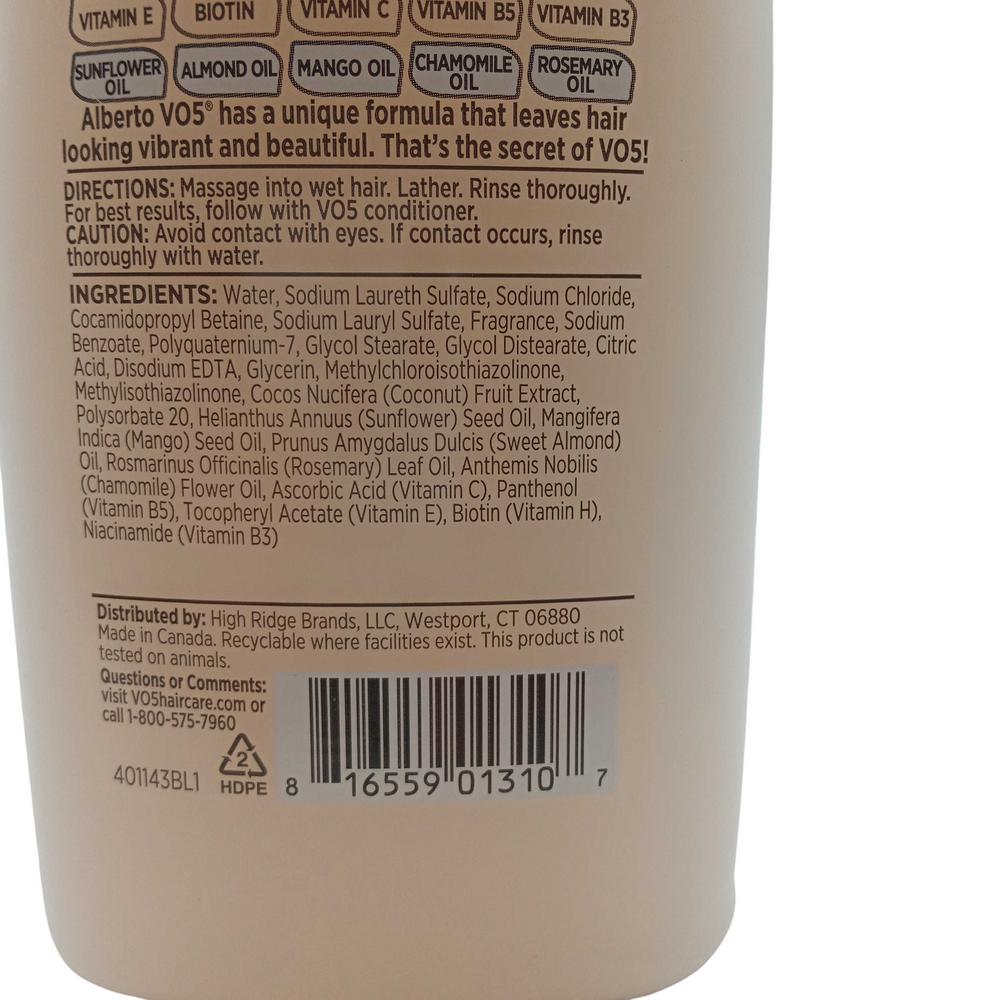 VITAMIN E BIOTIN VITAMIN C VITAMIN B5 VITAMIN B3
SUNFLOWER OIL ALMOND OIL MANGO OIL CHAMOMILE OIL ROSEMARY OIL
Alberto VO5® has a unique formula that leaves hair
looking vibrant and beautiful. That's the secret of VO5!
DIRECTIONS: Massage into wet hair. Lather. Rinse thoroughly.
For best results, follow with VO5 conditioner.
CAUTION: Avoid contact with eyes. If contact occurs, rinse
thoroughly with water.
INGREDIENTS: Water, Sodium Laureth Sulfate, Sodium Chloride,
Cocamidopropyl Betaine, Sodium Lauryl Sulfate, Fragrance, Sodium
Benzoate, Polyquaternium-7, Glycol Stearate, Glycol Distearate, Citric
Acid, Disodium EDTA, Glycerin, Methylchloroisothiazolinone,
Methylisothiazolinone, Cocos Nucifera (Coconut) Fruit Extract,
Polysorbate 20, Helianthus Annuus (Sunflower) Seed Oil, Mangifera
Indica (Mango) Seed Oil, Prunus Amygdalus Dulcis (Sweet Almond)
Oil, Rosmarinus Officinalis (Rosemary) Leaf Oil, Anthemis Nobilis
(Chamomile) Flower Oil, Ascorbic Acid (Vitamin C), Panthenol
(Vitamin B5), Tocopheryl Acetate (Vitamin E), Biotin (Vitamin H),
Niacinamide (Vitamin B3)
Distributed by: High Ridge Brands, LLC, Westport, CT 06880
Made in Canada. Recyclable where facilities exist. This product is not
tested on animals.
Questions or Comments:
visit VO5haircare.com or
call 1-800-575-7960
401143BL1
2
HDPE
8 16559 01310 7